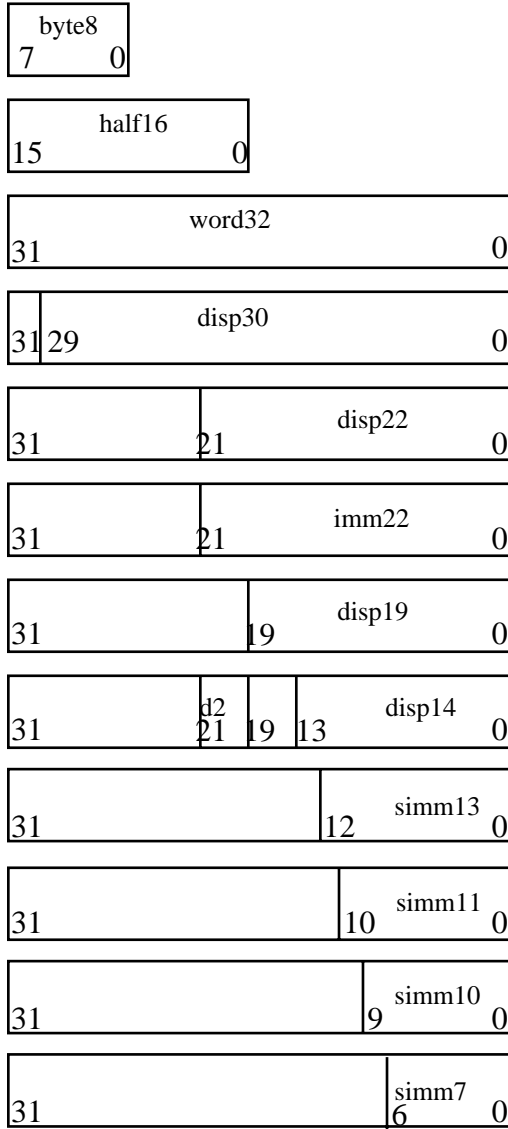 byte8
7 0
half16
15 0
word32
31 0
disp30
31 29 0
disp22
31 21 0
imm22
31 21 0
disp19
31 19 0
d2 disp14
31 21 19 13 0
simm13
31 12 0
simm11
31 10 0
simm10
31 9 0
simm7
31 6 0